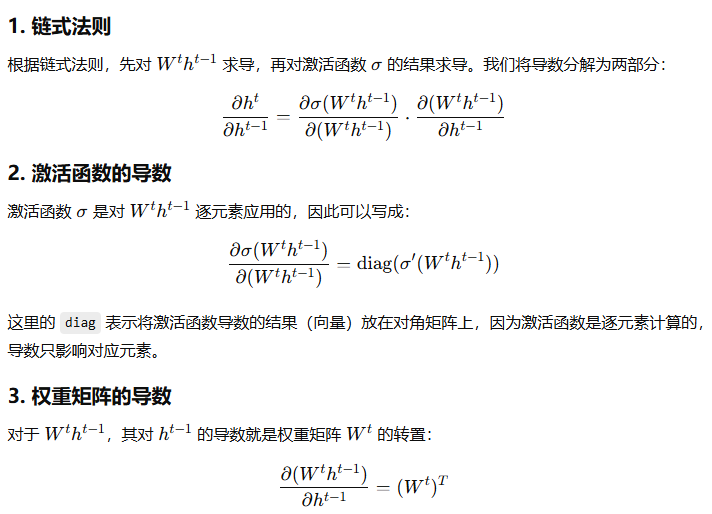 1. 链式法则
根据链式法则，先对 $W^t h^{t-1}$ 求导，再对激活函数 $\sigma$ 的结果求导。我们将导数分解为两部分：
$$\frac{\partial h^t}{\partial h^{t-1}} = \frac{\partial \sigma(W^t h^{t-1})}{\partial (W^t h^{t-1})} \cdot \frac{\partial (W^t h^{t-1})}{\partial h^{t-1}}$$
2. 激活函数的导数
激活函数 $\sigma$ 是对 $W^t h^{t-1}$ 逐元素应用的，因此可以写成：
$$\frac{\partial \sigma(W^t h^{t-1})}{\partial (W^t h^{t-1})} = \text{diag}(\sigma'(W^t h^{t-1}))$$
这里的 diag 表示将激活函数导数的结果（向量）放在对角矩阵上，因为激活函数是逐元素计算的，
导数只影响对应元素。
3. 权重矩阵的导数
对于 $W^t h^{t-1}$，其对 $h^{t-1}$ 的导数就是权重矩阵 $W^t$ 的转置：
$$\frac{\partial (W^t h^{t-1})}{\partial h^{t-1}} = (W^t)^T$$